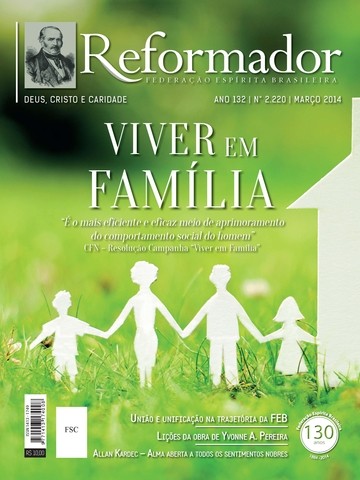 Reformador
FEDERAÇÃO ESPÍRITA BRASILEIRA
DEUS, CRISTO E CARIDADE
ANO 132 | Nº 2.220 | MARÇO 2014
VIVER EM
FAMÍLIA
"É o mais eficiente e eficaz meio de aprimoramento
do comportamento social do homem"
CFN – Resolução Campanha "Viver em Família"
UNIÃO E UNIFICAÇÃO NA TRAJETÓRIA DA FEB
LIÇÕES DA OBRA DE YVONNE A. PEREIRA
ALLAN KARDEC – ALMA ABERTA A TODOS OS SENTIMENTOS NOBRES
FSC
R$ 10,00
130
anos